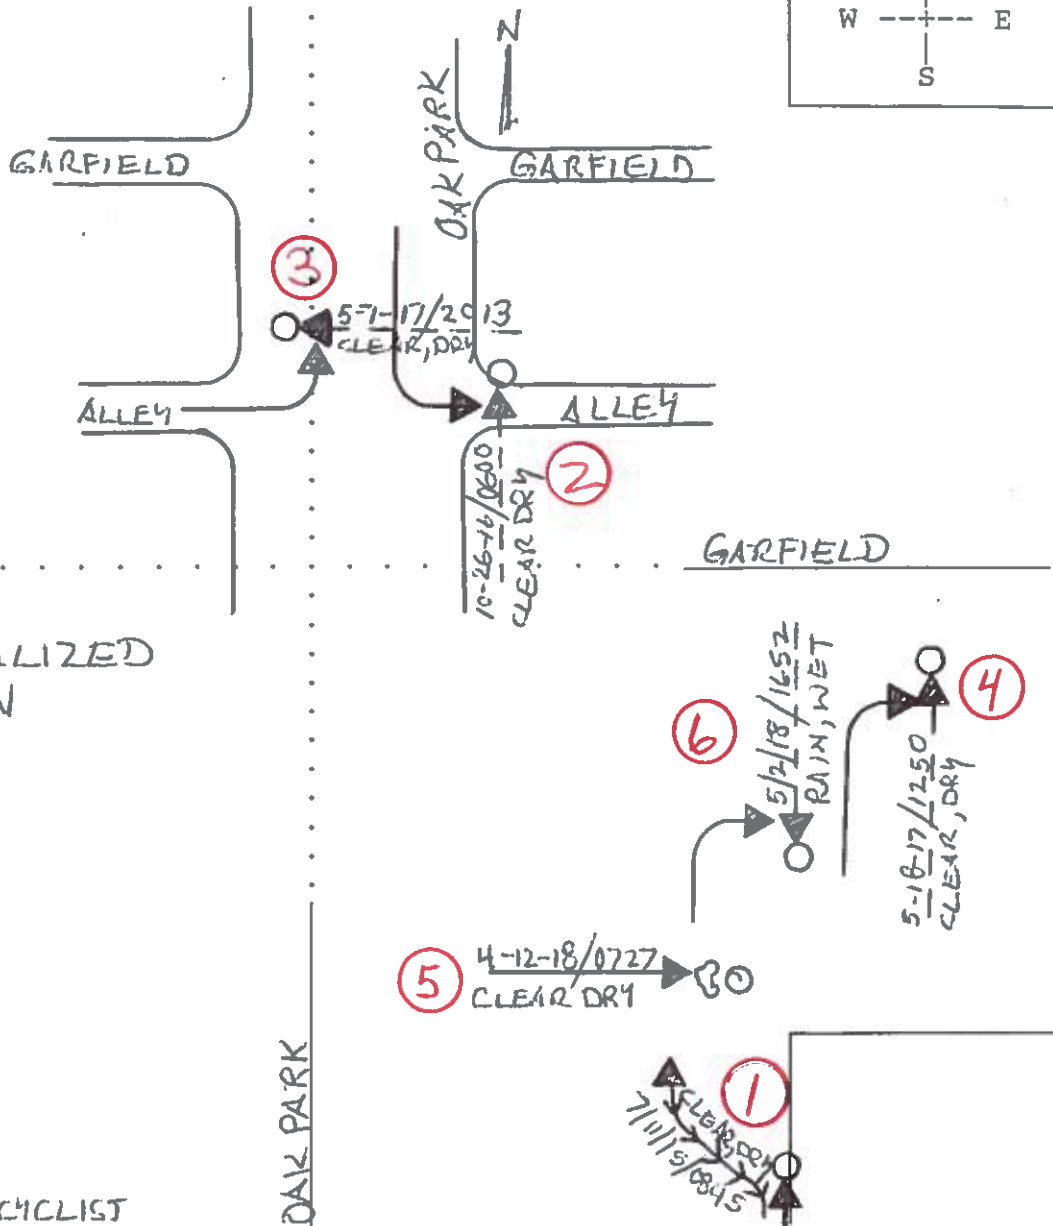 W E
S
N
OAK PARK
GARFIELD
GARFIELD
3
5-7-17/2013
CLEAR, DRY
ALLEY
ALLEY
2
10-26-16/0600
CLEAR DRY
GARFIELD
LIZED
N
6
5/2/18/1652
RAIN, WET
4
5-18-17/1250
CLEAR, DRY
5
4-12-18/0727
CLEAR DRY
1
CLEAR, DRY
7/11/15/0845
OAK PARK
CYCLIST